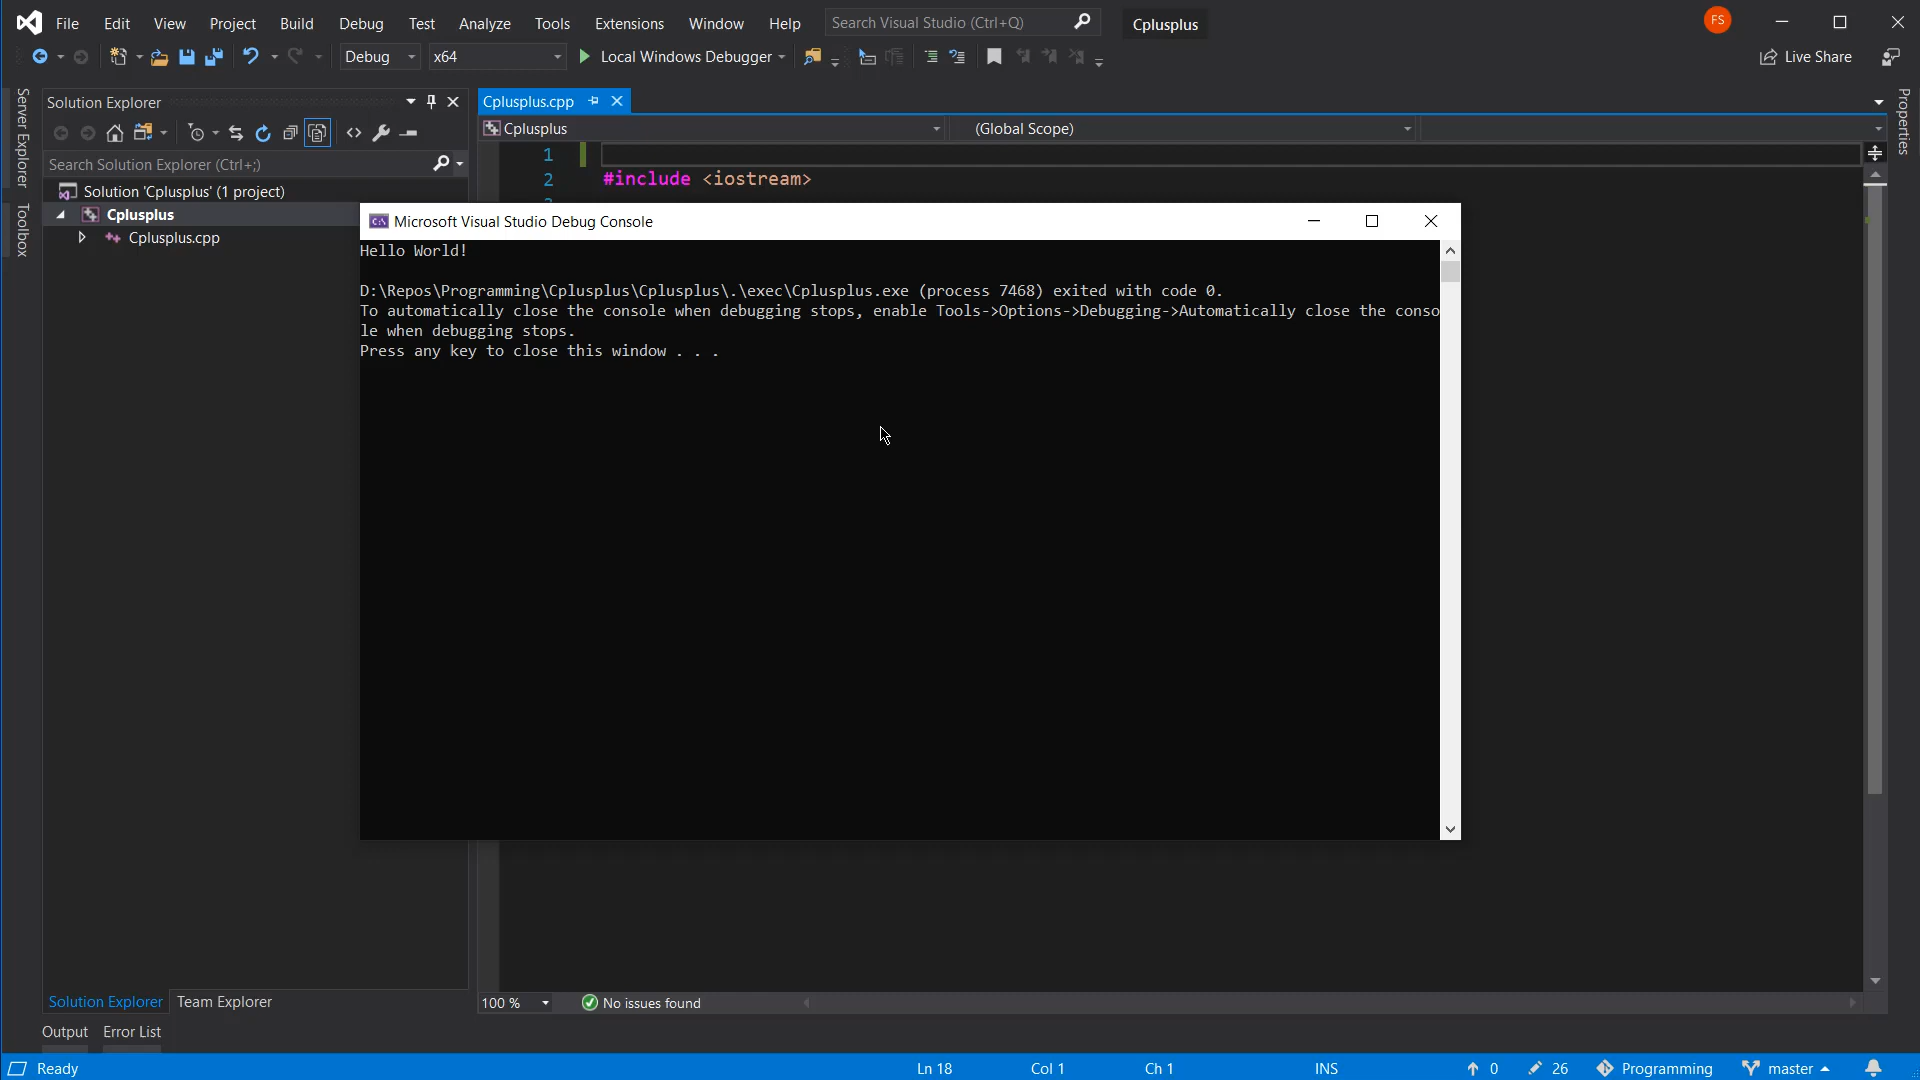 File Edit View Project Build Debug Test Analyze Tools Extensions Window Help Search Visual Studio (Ctrl+Q) Cplusplus FS
Debug x64 Local Windows Debugger Live Share
Server Explorer
Toolbox
Solution Explorer
Search Solution Explorer (Ctrl+;)
Solution 'Cplusplus' (1 project)
Cplusplus
Cplusplus.cpp
Cplusplus.cpp
Cplusplus (Global Scope)
Properties
1
2 #include <iostream>
Microsoft Visual Studio Debug Console
Hello World!
D:\Repos\Programming\Cplusplus\Cplusplus\.\exec\Cplusplus.exe (process 7468) exited with code 0.
To automatically close the console when debugging stops, enable Tools->Options->Debugging->Automatically close the conso
le when debugging stops.
Press any key to close this window . . .
Solution Explorer Team Explorer
100 % No issues found
Output Error List
Ready Ln 18 Col 1 Ch 1 INS 0 26 Programming master